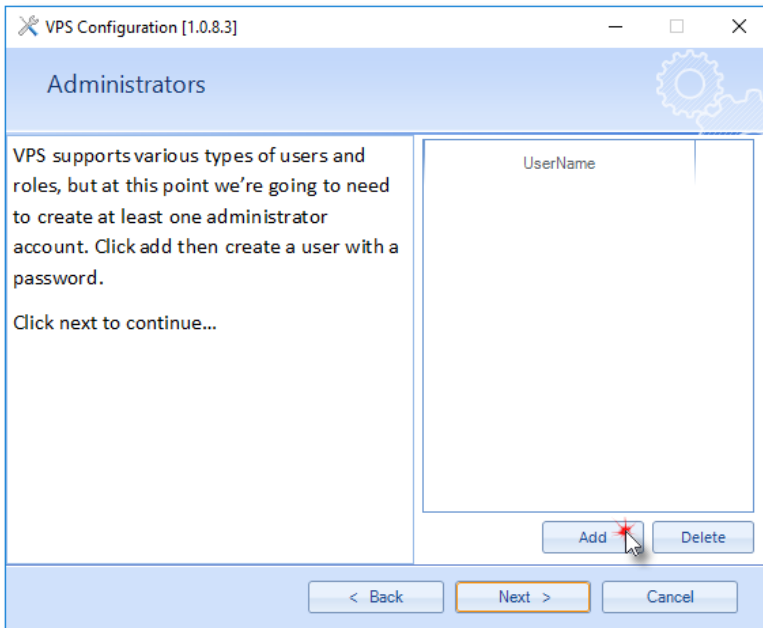 VPS Configuration [1.0.8.3]
Administrators
VPS supports various types of users and
roles, but at this point we're going to need
to create at least one administrator
account. Click add then create a user with a
password.
Click next to continue...
UserName
Add
Delete
< Back
Next >
Cancel